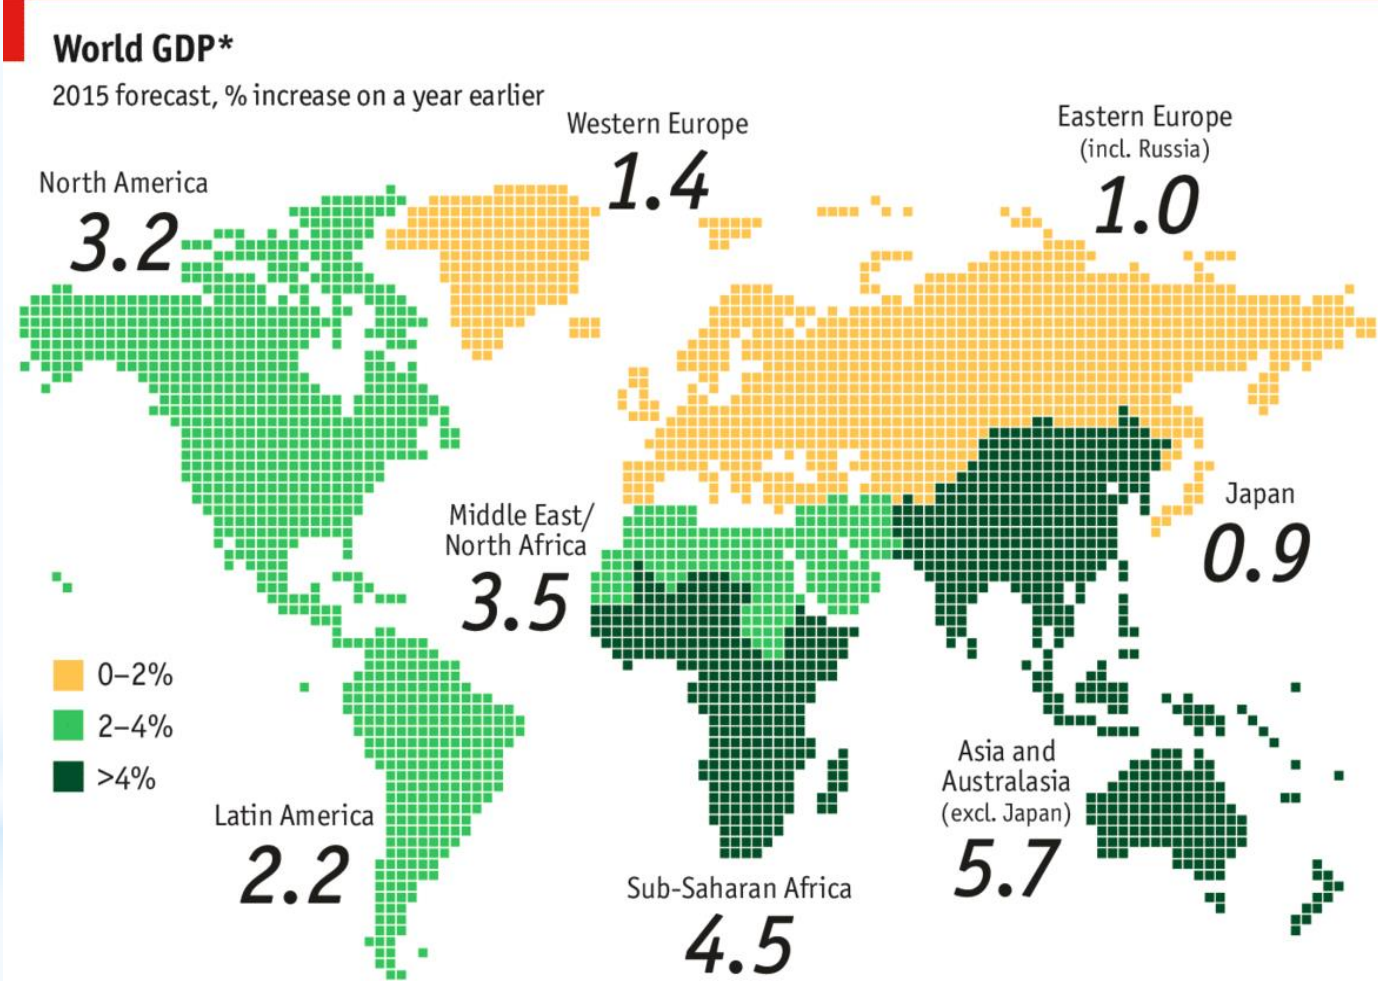 World GDP*
2015 forecast, % increase on a year earlier
North America
3.2
Western Europe
1.4
Eastern Europe
(incl. Russia)
1.0
Middle East/
North Africa
3.5
Japan
0.9
0–2%
2–4%
>4%
Latin America
2.2
Sub-Saharan Africa
4.5
Asia and
Australasia
(excl. Japan)
5.7